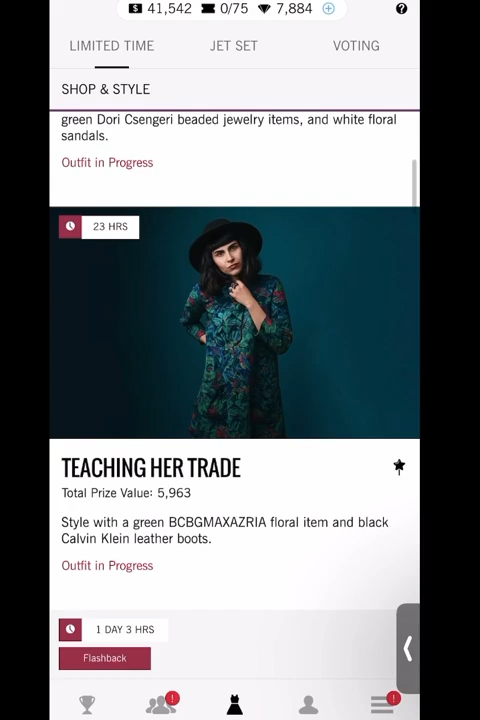 $ 41,542 0/75 7,884
?
LIMITED TIME JET SET VOTING
SHOP & STYLE
green Dori Csengeri beaded jewelry items, and white floral
sandals.
Outfit in Progress
23 HRS
TEACHING HER TRADE
Total Prize Value: 5,963
Style with a green BCBGMAXAZRIA floral item and black
Calvin Klein leather boots.
Outfit in Progress
1 DAY 3 HRS
Flashback
! !